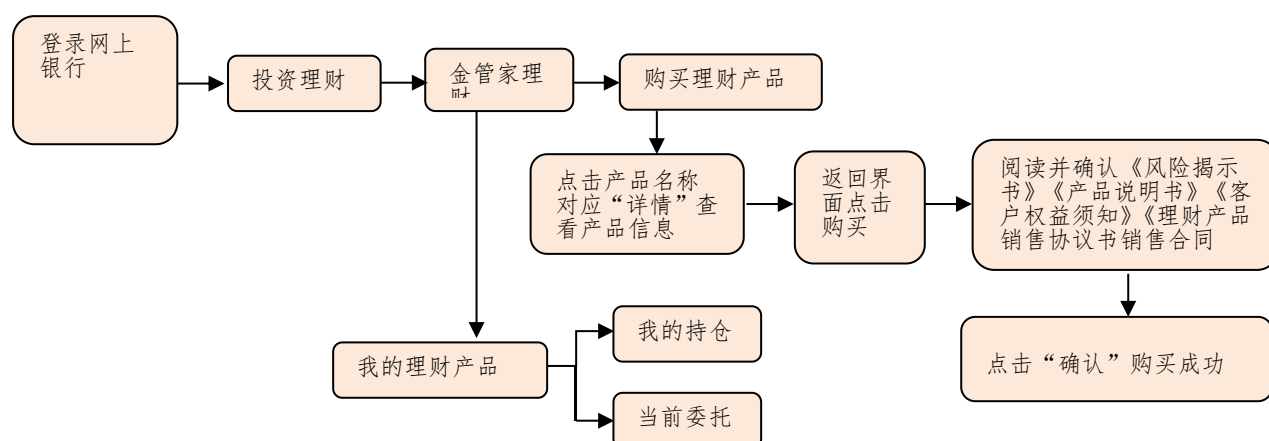 登录网上
银行
投资理财
金管家理
财
购买理财产品
点击产品名称
对应“详情”查
看产品信息
返回界
面点击
购买
阅读并确认《风险揭示
书》《产品说明书》《客
户权益须知》《理财产品
销售协议书销售合同
我的理财产品
我的持仓
当前委托
点击“确认”购买成功